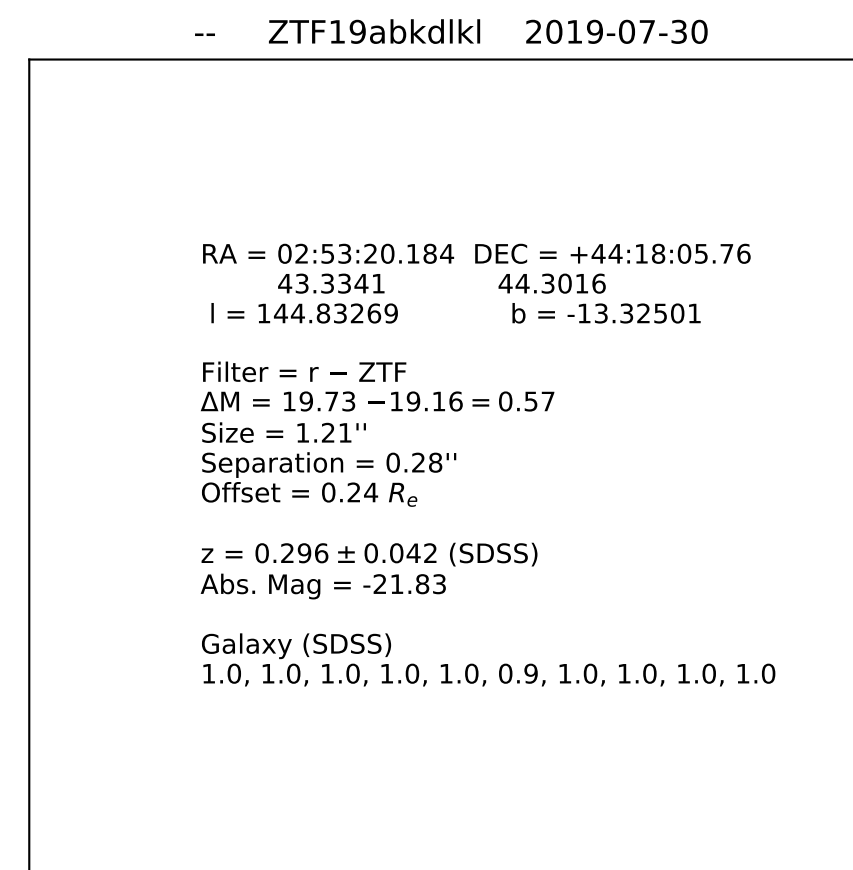 -- ZTF19abkdlkl 2019-07-30
RA = 02:53:20.184 DEC = +44:18:05.76
43.3341 44.3016
l = 144.83269 b = -13.32501
Filter = r − ZTF
ΔM = 19.73 −19.16 = 0.57
Size = 1.21''
Separation = 0.28''
Offset = 0.24 Re
z = 0.296 ± 0.042 (SDSS)
Abs. Mag = -21.83
Galaxy (SDSS)
1.0, 1.0, 1.0, 1.0, 1.0, 0.9, 1.0, 1.0, 1.0, 1.0